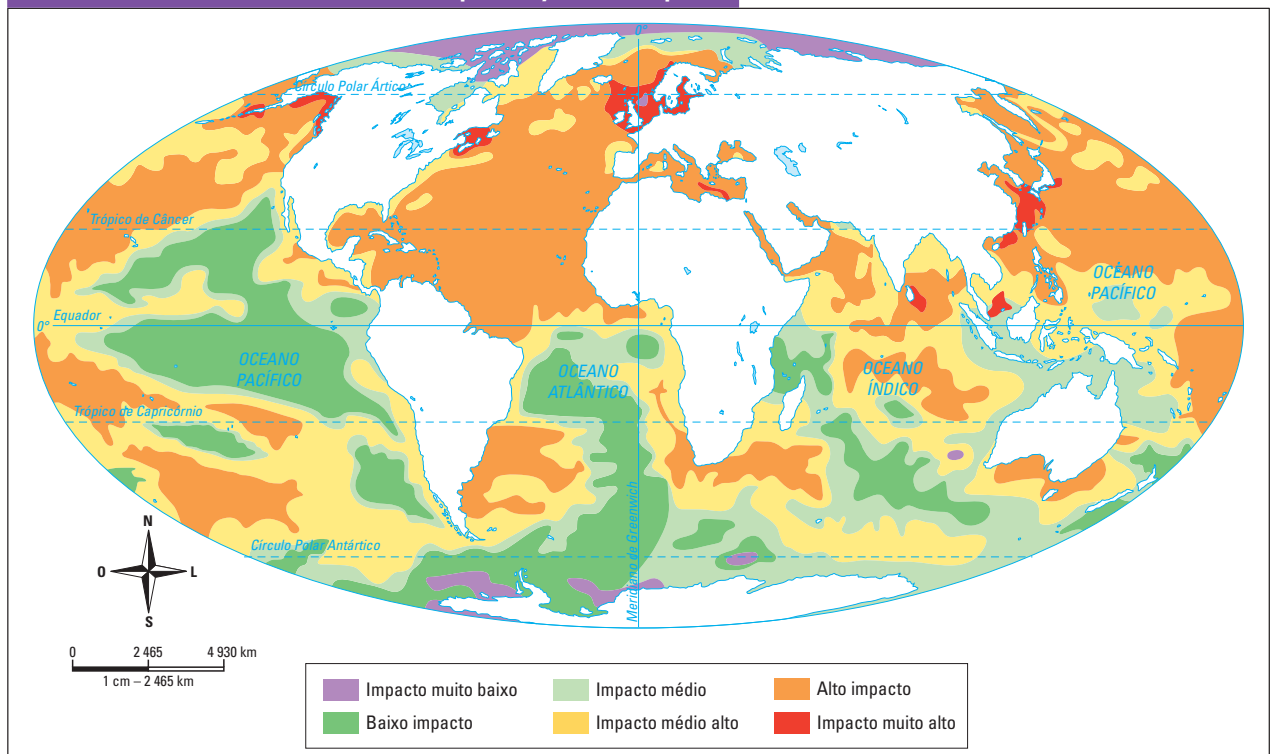 0°
Círculo Polar Ártico
Trópico de Câncer
OCEANO
PACÍFICO
Equador
0°
OCEANO
PACÍFICO
OCEANO
ATLÂNTICO
OCEANO
ÍNDICO
Trópico de Capricórnio
Meridiano de Greenwich
Círculo Polar Antártico
N
O
L
S
0 2 465 4 930 km
1 cm – 2 465 km
Impacto muito baixo
Impacto médio
Alto impacto
Baixo impacto
Impacto médio alto
Impacto muito alto